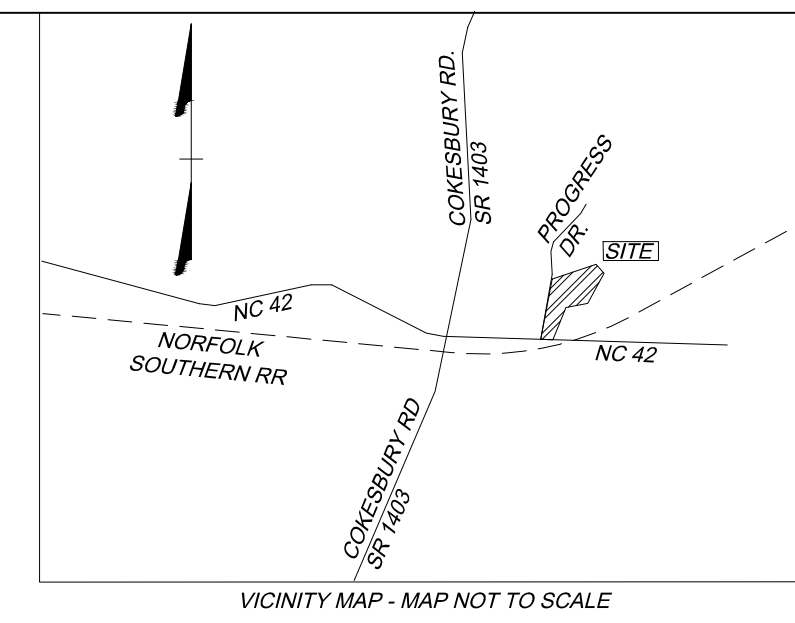 COKESBURY RD.
SR 1403
PROGRESS
DR.
SITE
NC 42
NORFOLK
SOUTHERN RR
NC 42
COKESBURY RD
SR 1403
VICINITY MAP - MAP NOT TO SCALE